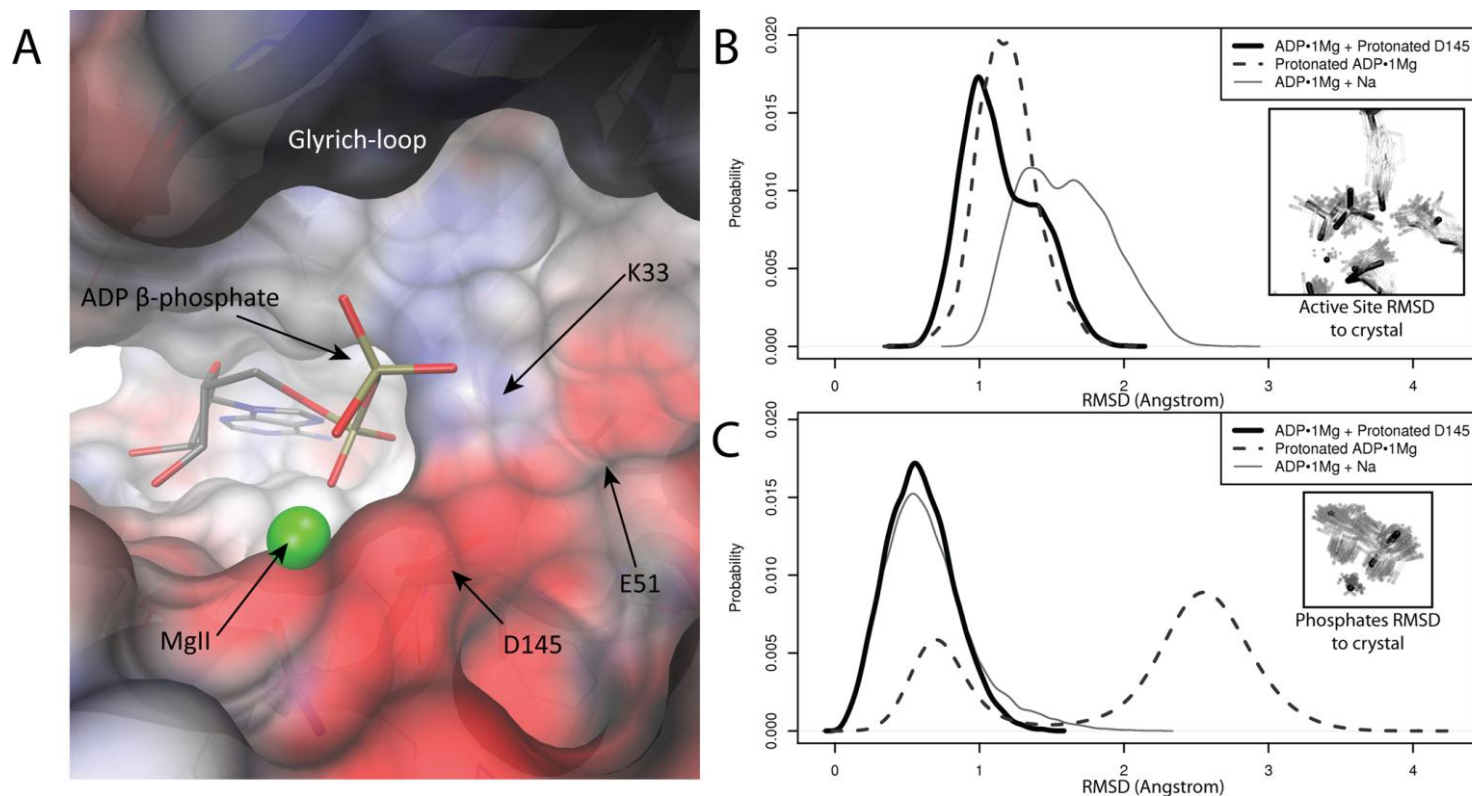 A
Glyrich-loop
ADP β-phosphate
K33
E51
MgII
D145
B
0.020
0.015
0.010
0.005
0.000
Probability
ADP•1Mg + Protonated D145
Protonated ADP•1Mg
ADP•1Mg + Na
Active Site RMSD
to crystal
0 1 2 3 4
RMSD (Angstrom)
C
0.020
0.015
0.010
0.005
0.000
Probability
ADP•1Mg + Protonated D145
Protonated ADP•1Mg
ADP•1Mg + Na
Phosphates RMSD
to crystal
0 1 2 3 4
RMSD (Angstrom)